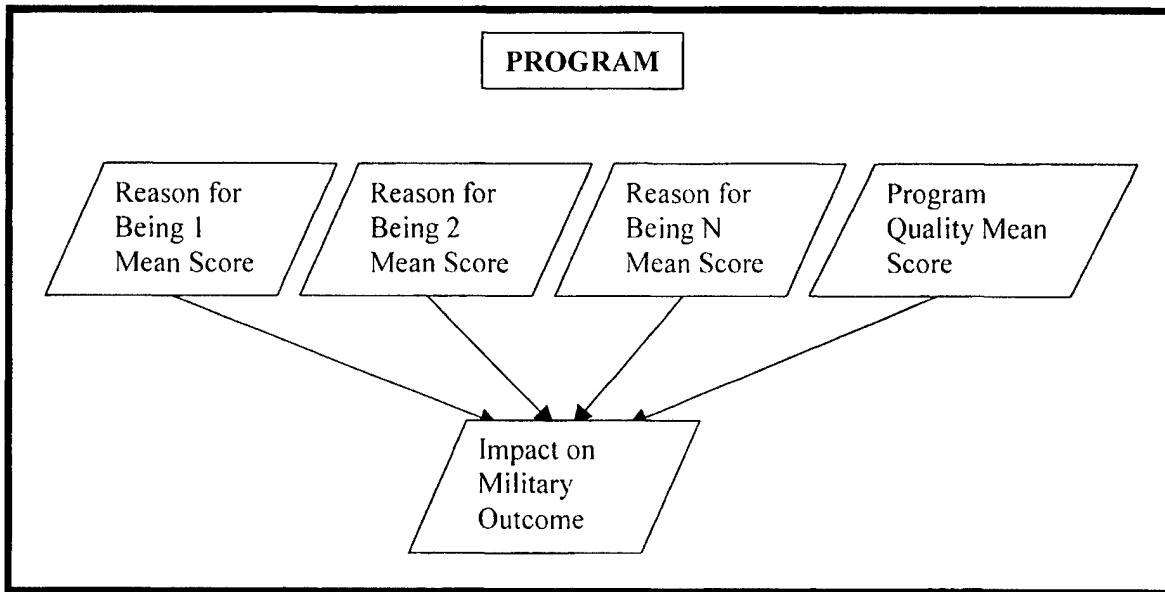 PROGRAM
Reason for
Being 1
Mean Score
Reason for
Being 2
Mean Score
Reason for
Being N
Mean Score
Program
Quality Mean
Score
Impact on
Military
Outcome